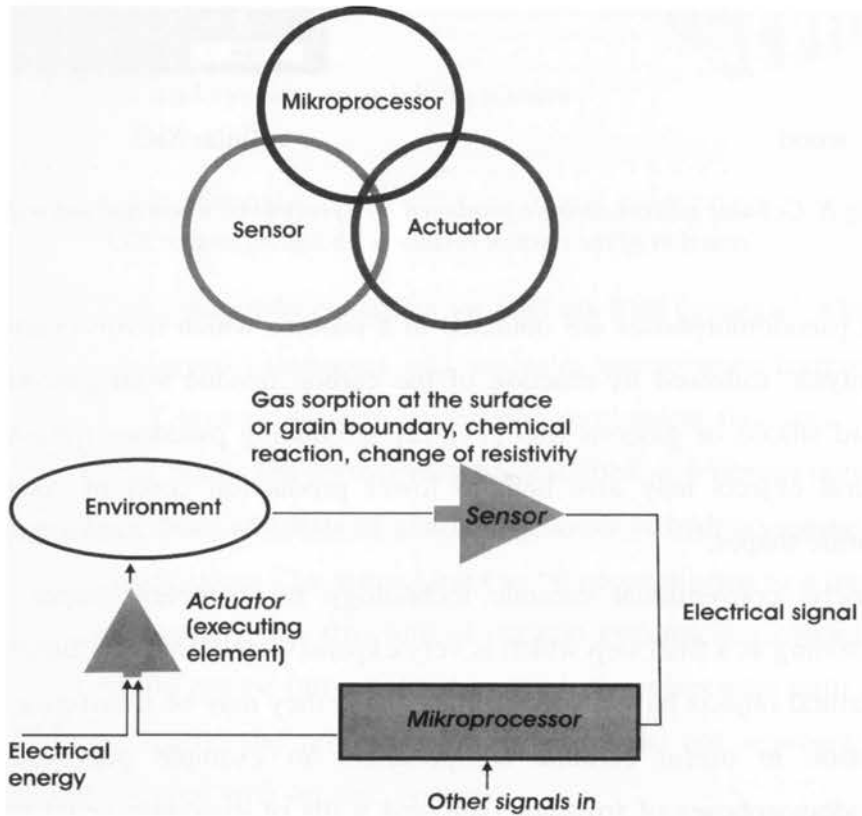 Mikroprocessor
Sensor
Actuator
Gas sorption at the surface
or grain boundary, chemical
reaction, change of resistivity
Environment
Sensor
Actuator
(executing
element)
Electrical signal
Mikroprocessor
Electrical
energy
Other signals in